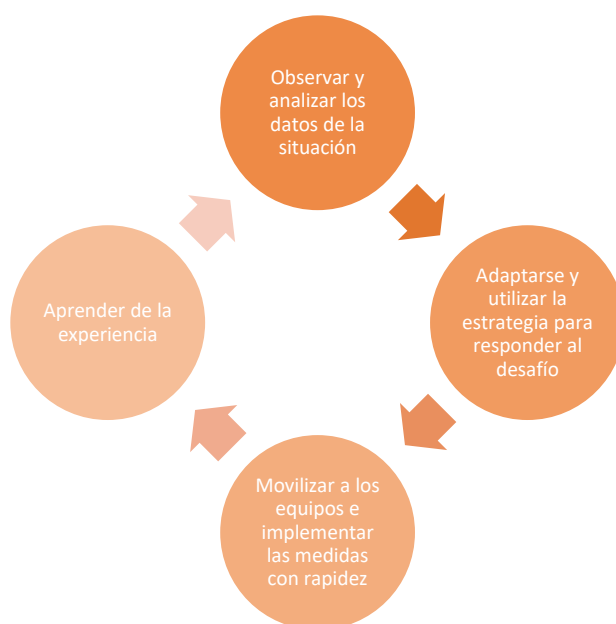 Observar y
analizar los
datos de la
situación
Adaptarse y
utilizar la
estrategia para
responder al
desafío
Movilizar a los
equipos e
implementar
las medidas
con rapidez
Aprender de la
experiencia